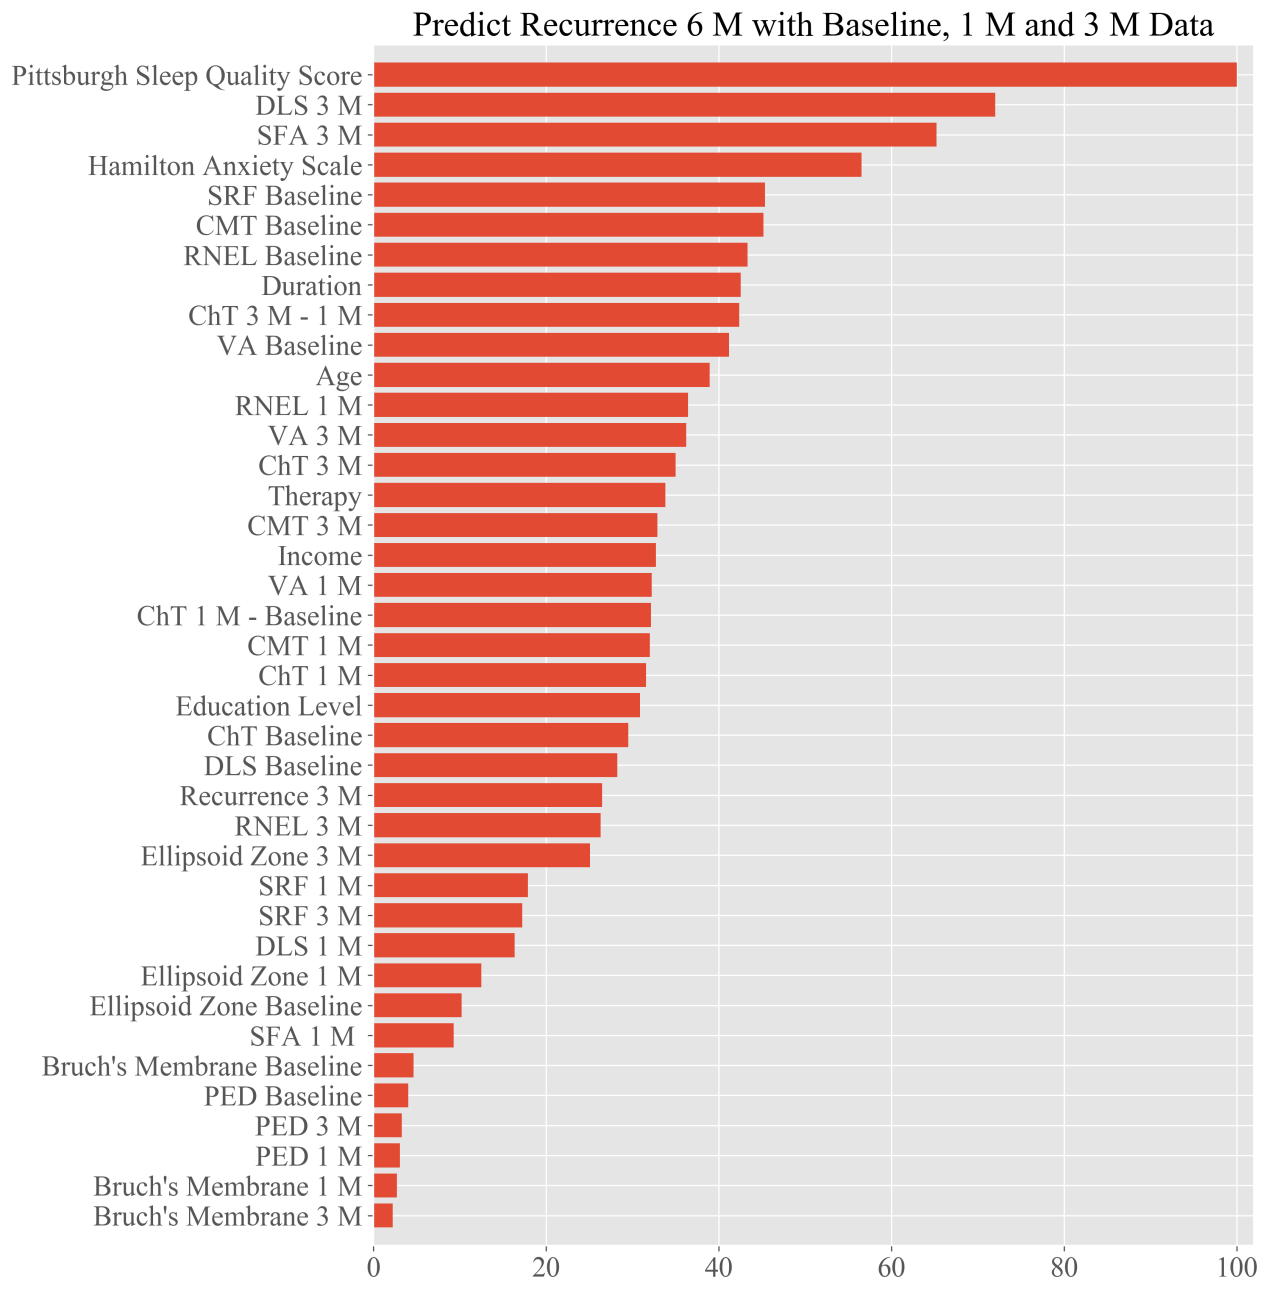 Predict Recurrence 6 M with Baseline, 1 M and 3 M Data
Pittsburgh Sleep Quality Score
DLS 3 M
SFA 3 M
Hamilton Anxiety Scale
SRF Baseline
CMT Baseline
RNEL Baseline
Duration
ChT 3 M - 1 M
VA Baseline
Age
RNEL 1 M
VA 3 M
ChT 3 M
Therapy
CMT 3 M
Income
VA 1 M
ChT 1 M - Baseline
CMT 1 M
ChT 1 M
Education Level
ChT Baseline
DLS Baseline
Recurrence 3 M
RNEL 3 M
Ellipsoid Zone 3 M
SRF 1 M
SRF 3 M
DLS 1 M
Ellipsoid Zone 1 M
Ellipsoid Zone Baseline
SFA 1 M
Bruch's Membrane Baseline
PED Baseline
PED 3 M
PED 1 M
Bruch's Membrane 1 M
Bruch's Membrane 3 M
0 20 40 60 80 100